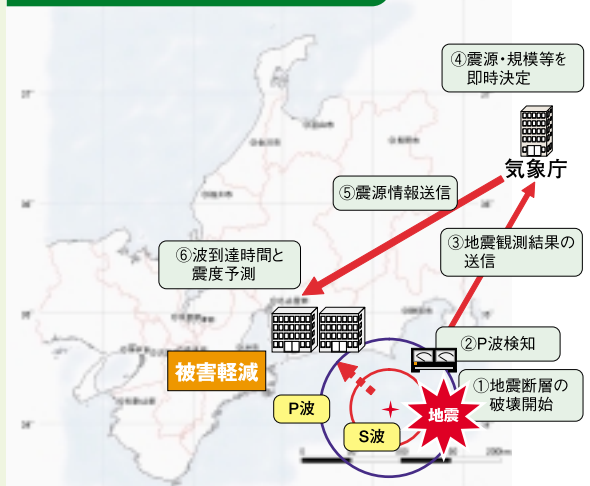 ④震源・規模等を
即時決定
気象庁
⑤震源情報送信
③地震観測結果の
送信
⑥波到達時間と
震度予測
②P波検知
被害軽減
①地震断層の
破壊開始
P波
地震
S波
200km